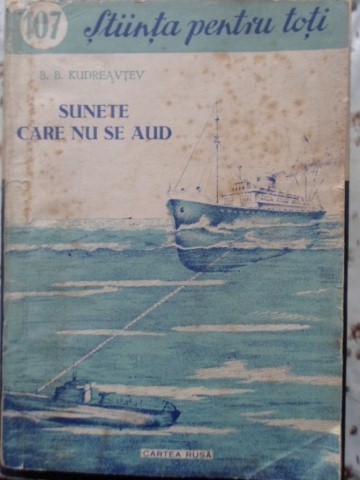 107 Știința pentru toți
B. B. KUDREAVȚEV
SUNETE
CARE NU SE AUD
CARTEA RUSĂ